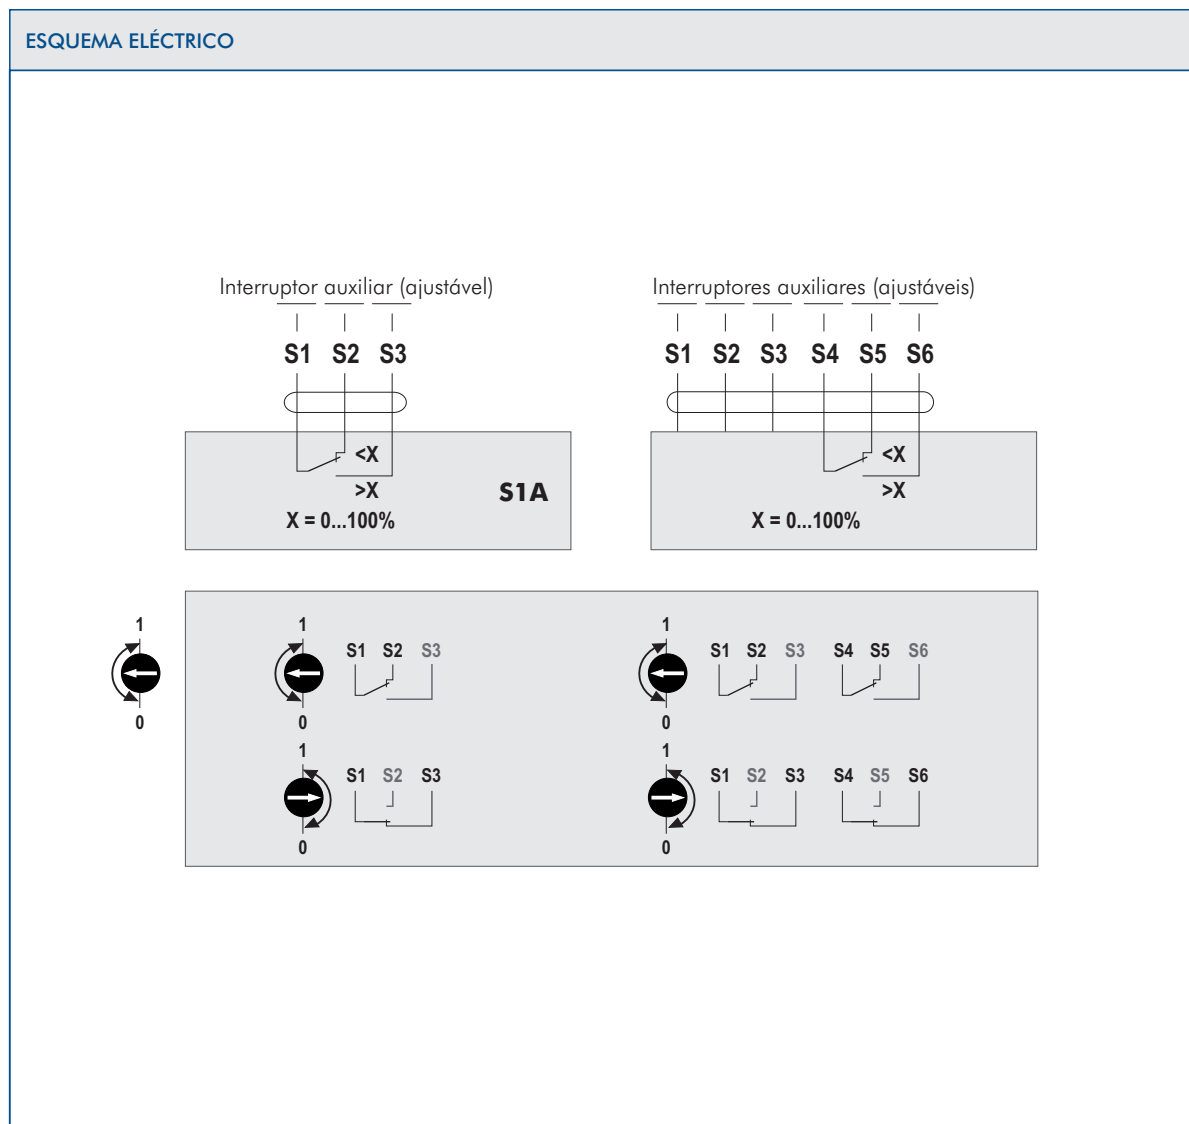 ESQUEMA ELÉCTRICO
Interruptor auxiliar (ajustável)
S1 S2 S3
<X
>X
S1A
X = 0...100%
Interruptores auxiliares (ajustáveis)
S1 S2 S3 S4 S5 S6
<X
>X
X = 0...100%
1
0
1
S1 S2 S3
0
1
S1 S2 S3 S4 S5 S6
0
1
S1 S2 S3
0
1
S1 S2 S3 S4 S5 S6
0